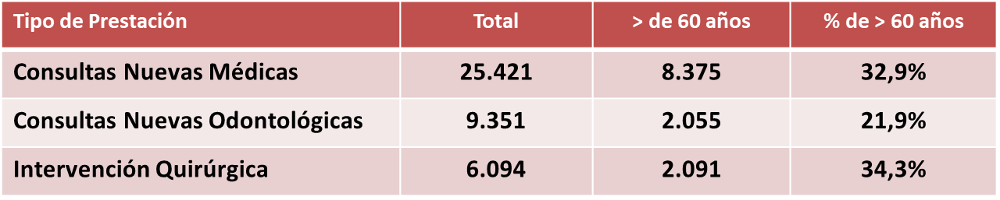 Tipo de Prestación Total > de 60 años % de > 60 años
Consultas Nuevas Médicas 25.421 8.375 32,9%
Consultas Nuevas Odontológicas 9.351 2.055 21,9%
Intervención Quirúrgica 6.094 2.091 34,3%